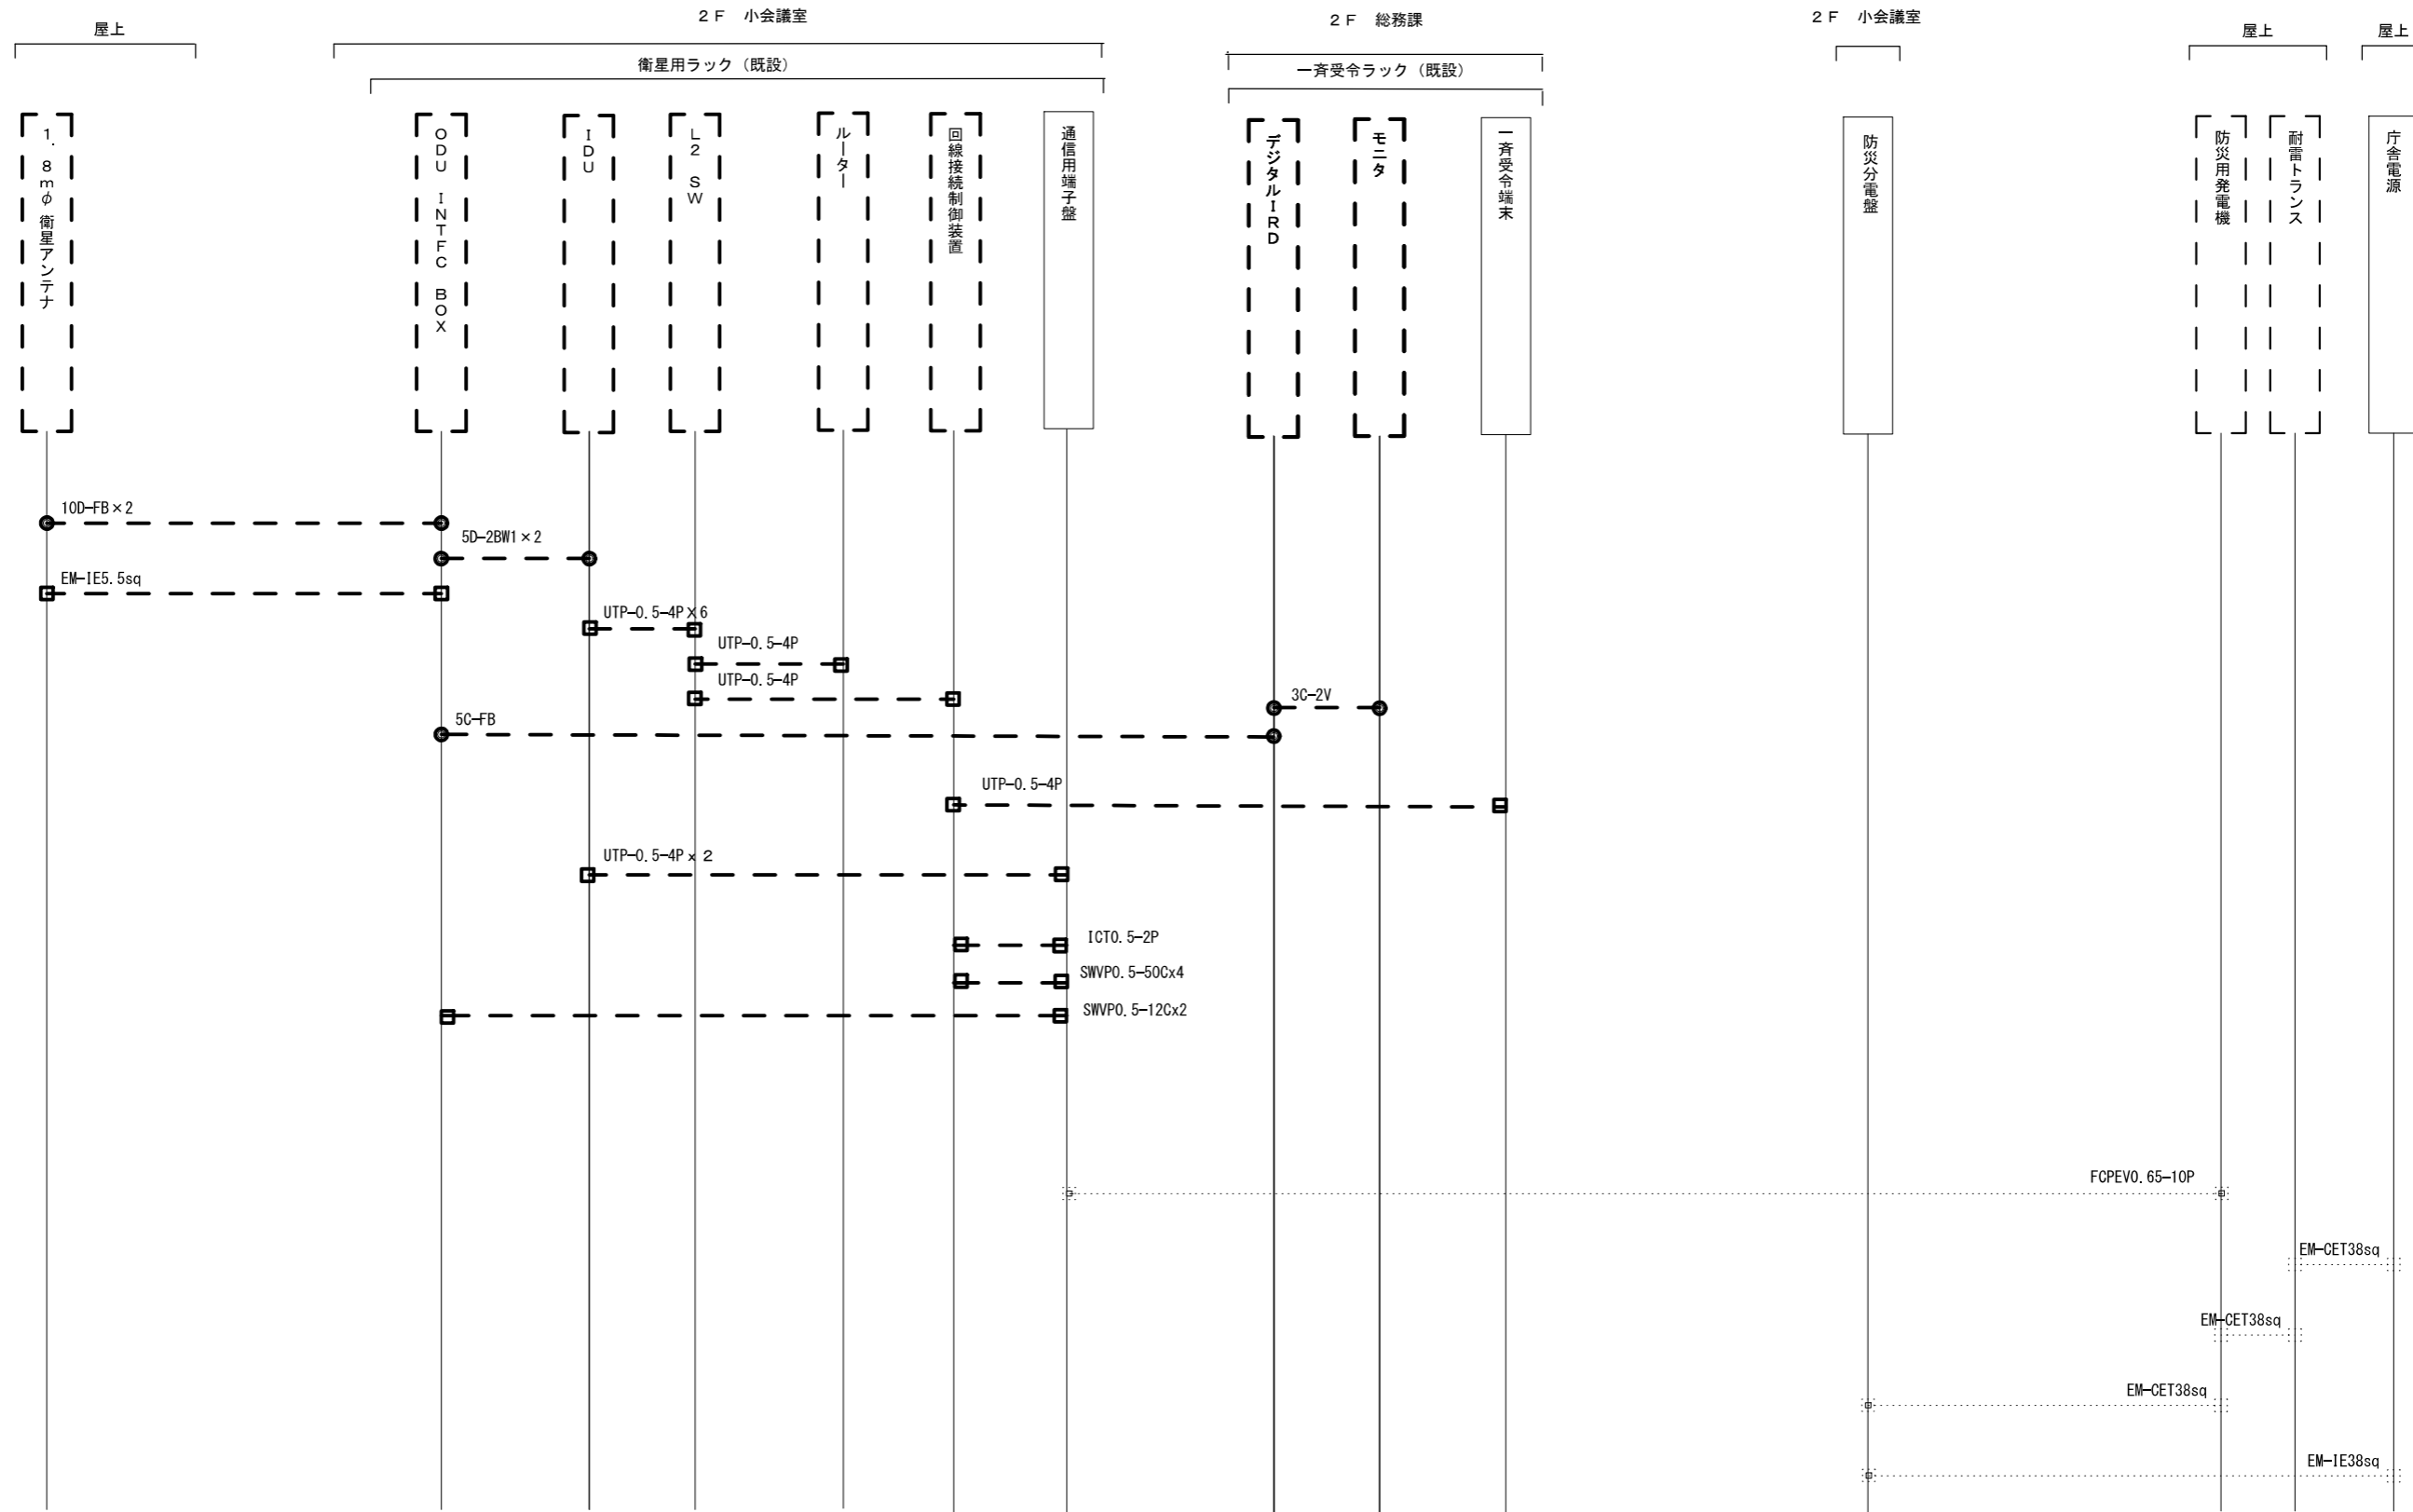 屋上
２Ｆ　小会議室
２Ｆ　総務課
２Ｆ　小会議室
屋上
屋上
衛星用ラック（既設）
一斉受令ラック（既設）
１．８ｍφ衛星アンテナ
ＯＤＵ　ＩＮＴＦＣ　ＢＯＸ
ＩＤＵ
Ｌ２　ＳＷ
ルーター
回線接続制御装置
通信用端子盤
デジタルＩＲＤ
モニタ
一斉受令端末
防災分電盤
防災用発電機
耐雷トランス
庁舎電源
10D-FB×2
5D-2BW1×2
EM-IE5.5sq
UTP-0.5-4P×6
UTP-0.5-4P
UTP-0.5-4P
3C-2V
5C-FB
UTP-0.5-4P
UTP-0.5-4P×２
ICT0.5-2P
SWVP0.5-50Cx4
SWVP0.5-12Cx2
FCPEV0.65-10P
EM-CET38sq
EM-CET38sq
EM-CET38sq
EM-IE38sq